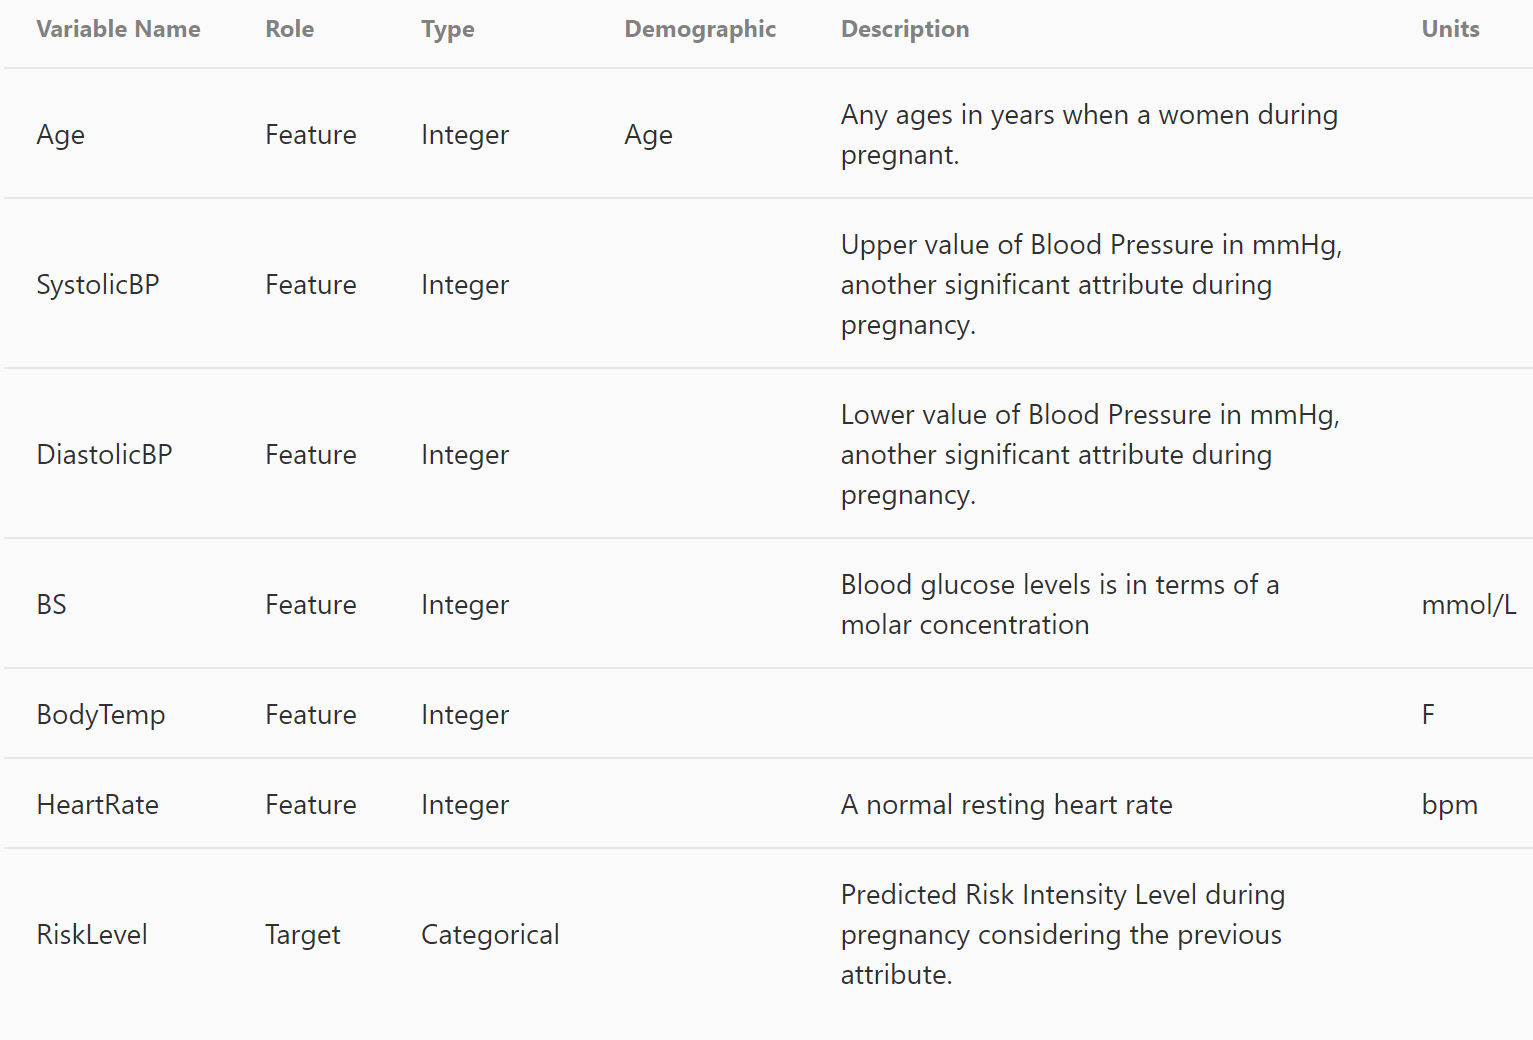 Variable Name Role Type Demographic Description Units
Any ages in years when a women during
Age Feature Integer Age
pregnant.
Upper value of Blood Pressure in mmHg,
SystolicBP Feature Integer another significant attribute during
pregnancy.
Lower value of Blood Pressure in mmHg,
DiastolicBP Feature Integer another significant attribute during
pregnancy.
Blood glucose levels is in terms of a
BS Feature Integer mmol/L
molar concentration
BodyTemp Feature Integer F
HeartRate Feature Integer A normal resting heart rate bpm
Predicted Risk Intensity Level during
RiskLevel Target Categorical pregnancy considering the previous
attribute.